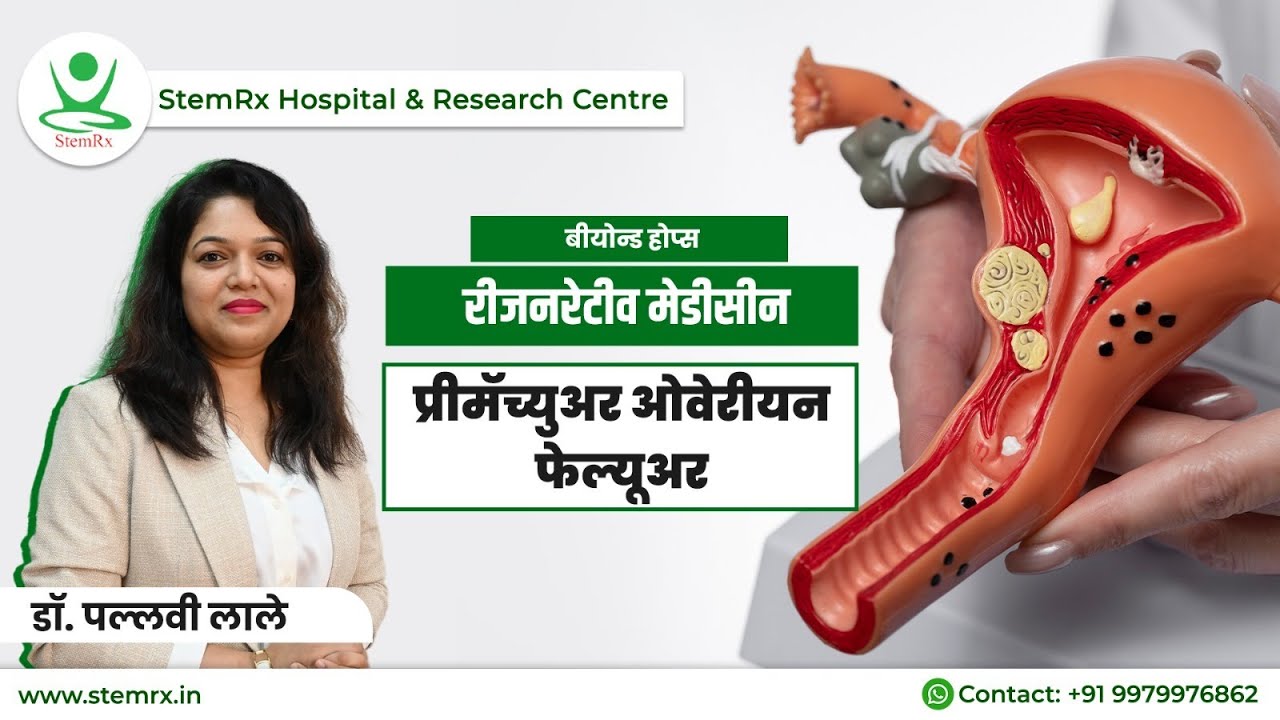 StemRx
StemRx Hospital & Research Centre
बीयोन्ड होप्स
रीजनरेटीव मेडीसीन
प्रीमॅच्युअर ओवेरीयन
फेल्यूअर
डॉ. पल्लवी लाले
www.stemrx.in
Contact: +91 9979976862